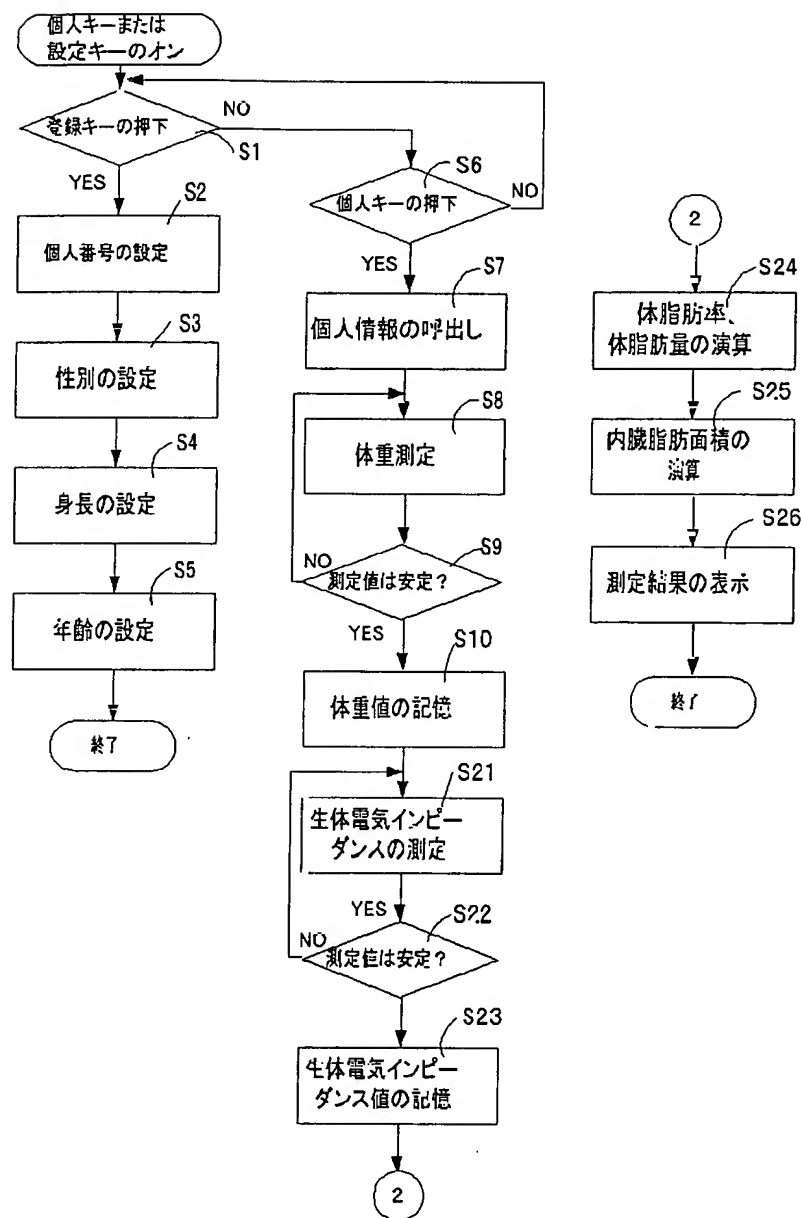 個人キーまたは
設定キーのオン
登録キーの押下
S1
NO
YES
S2
個人番号の設定
S3
性別の設定
S4
身長の設定
S5
年齢の設定
終了
S6
個人キーの押下
NO
YES
S7
個人情報の呼出し
S8
体重測定
S9
NO
測定値は安定?
YES
S10
体重値の記憶
S21
生体電気インピー
ダンスの測定
YES
S22
NO
測定値は安定?
S23
生体電気インピー
ダンス値の記憶
2
2
S24
体脂肪率、
体脂肪量の演算
S25
内臓脂肪面積の
演算
S26
測定結果の表示
終了